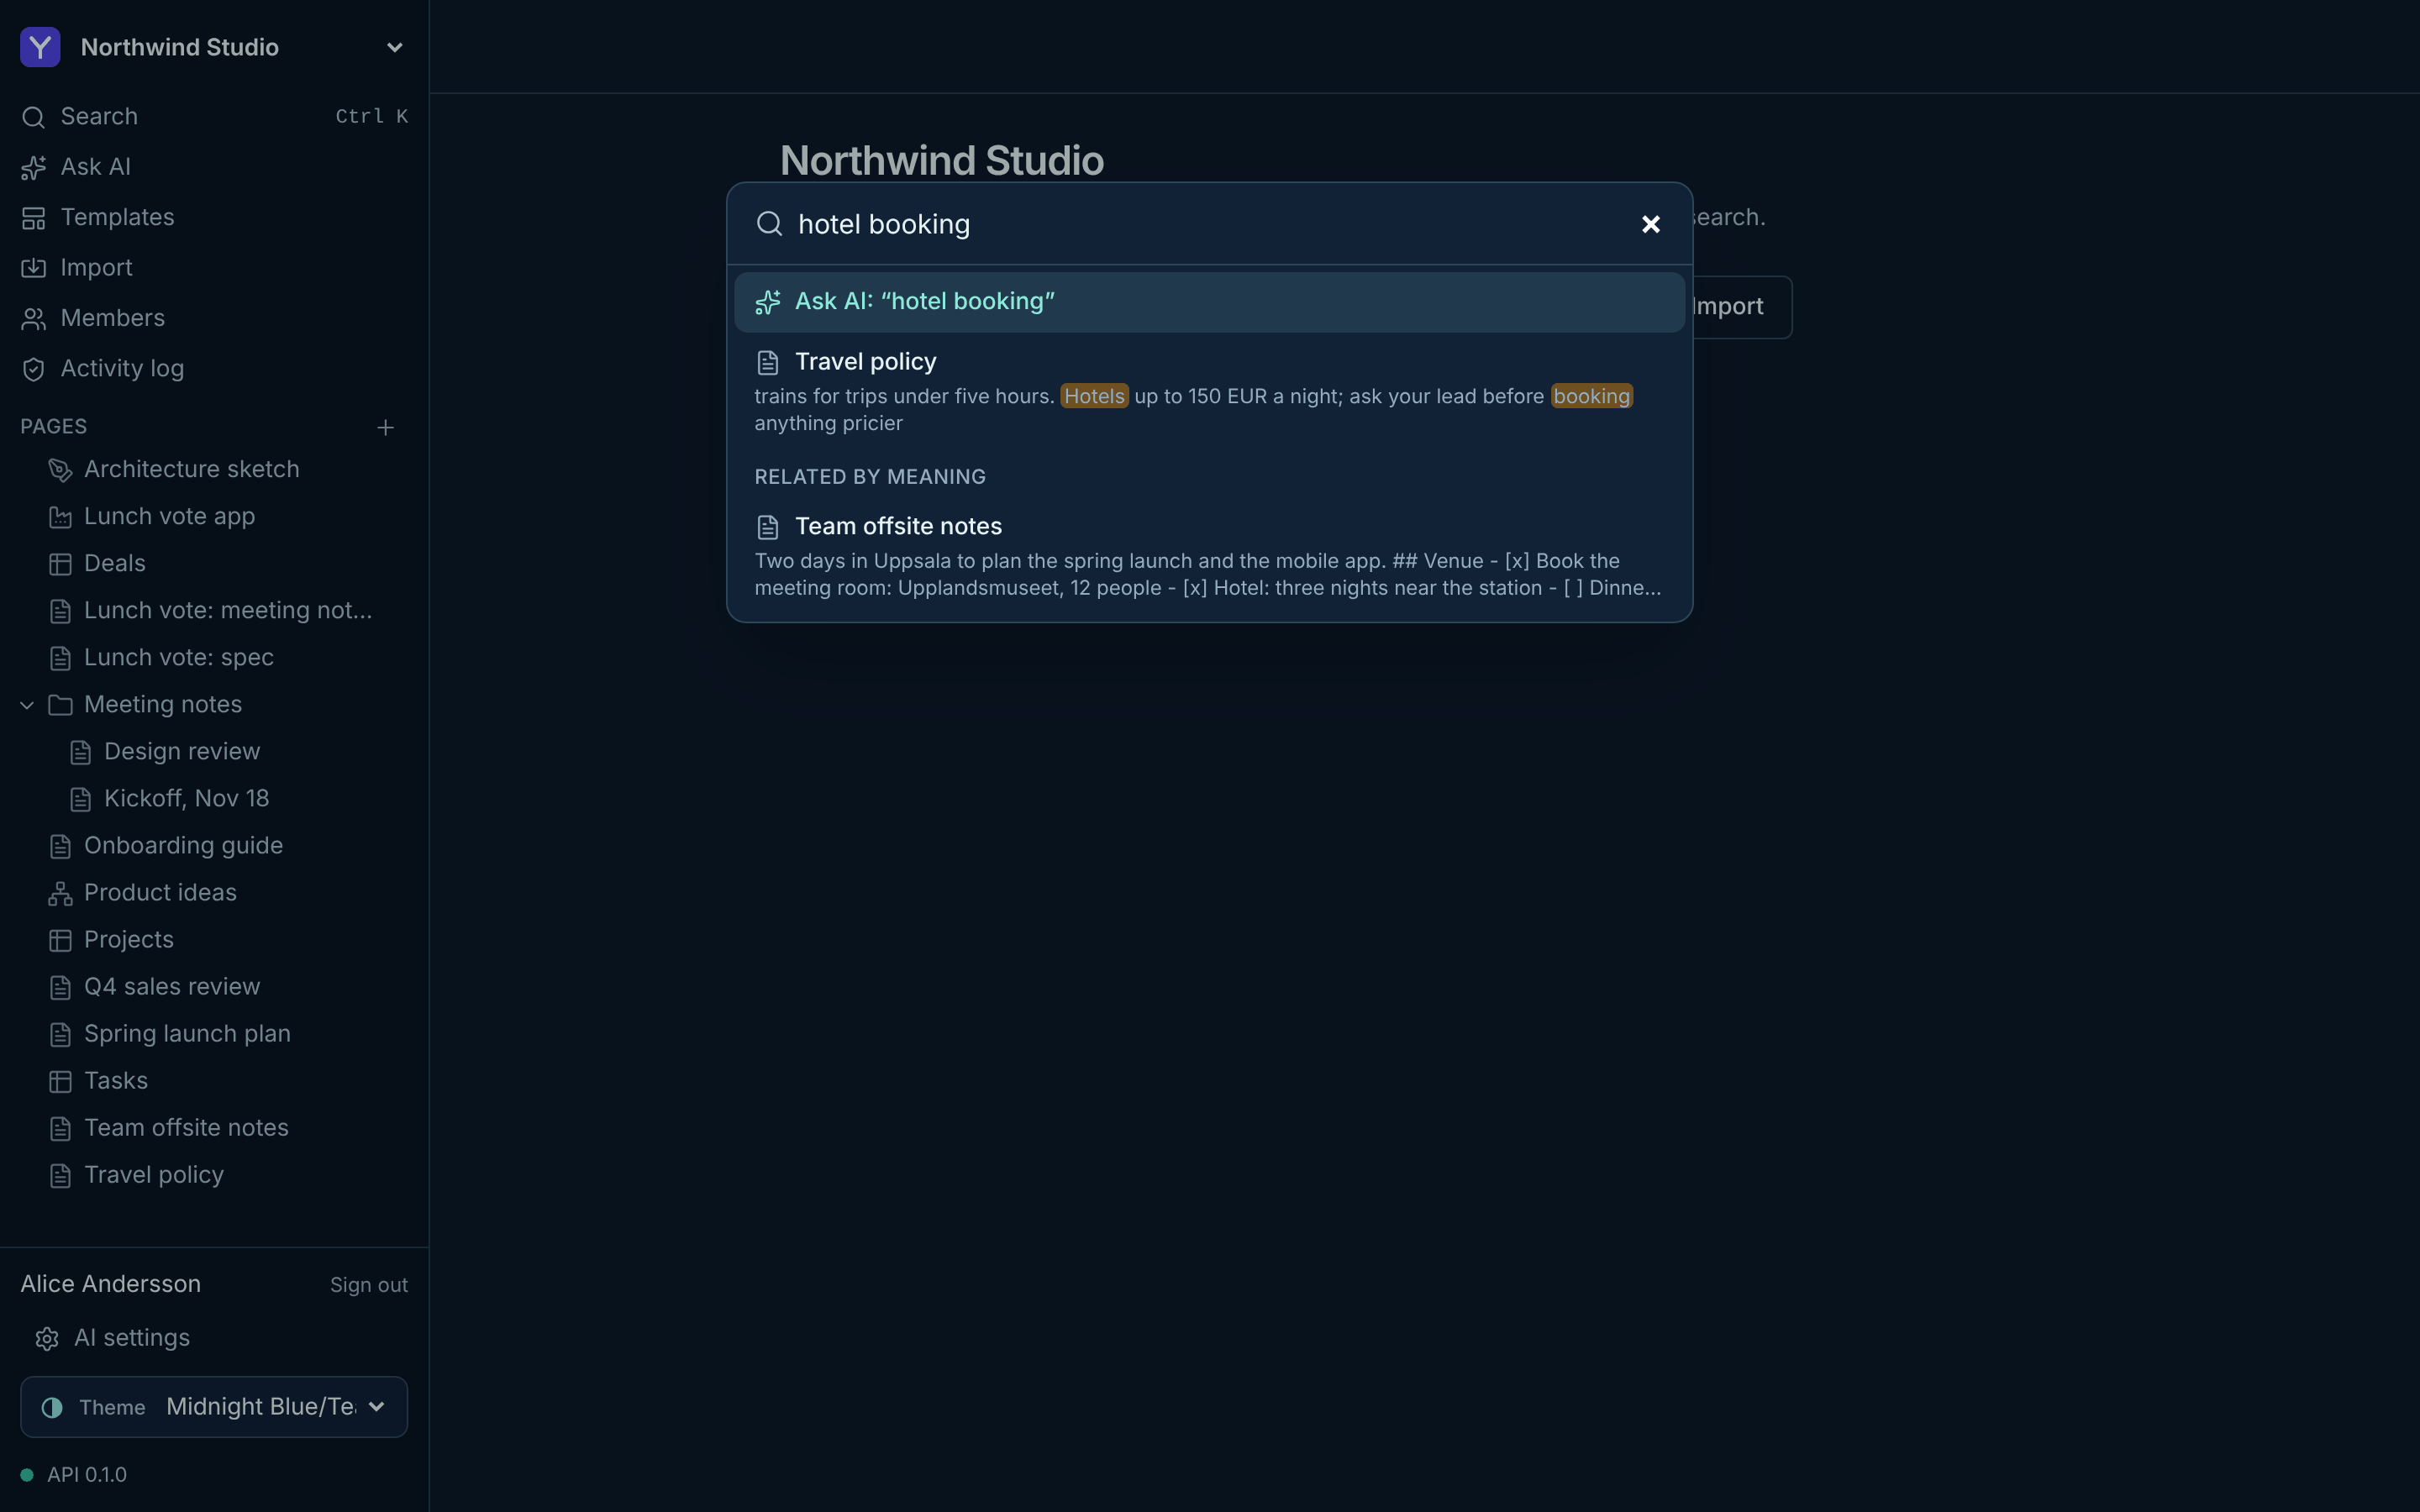 Northwind Studio
Search Ctrl K
Ask AI
Templates
Import
Members
Activity log
PAGES
Architecture sketch
Lunch vote app
Deals
Lunch vote: meeting not...
Lunch vote: spec
Meeting notes
Design review
Kickoff, Nov 18
Onboarding guide
Product ideas
Projects
Q4 sales review
Spring launch plan
Tasks
Team offsite notes
Travel policy
Alice Andersson Sign out
AI settings
Theme Midnight Blue/Tea
API 0.1.0
Northwind Studio
search.
Import
hotel booking
Ask AI: “hotel booking”
Travel policy
trains for trips under five hours. Hotels up to 150 EUR a night; ask your lead before booking
anything pricier
RELATED BY MEANING
Team offsite notes
Two days in Uppsala to plan the spring launch and the mobile app. ## Venue - [x] Book the
meeting room: Upplandsmuseet, 12 people - [x] Hotel: three nights near the station - [ ] Dinne...